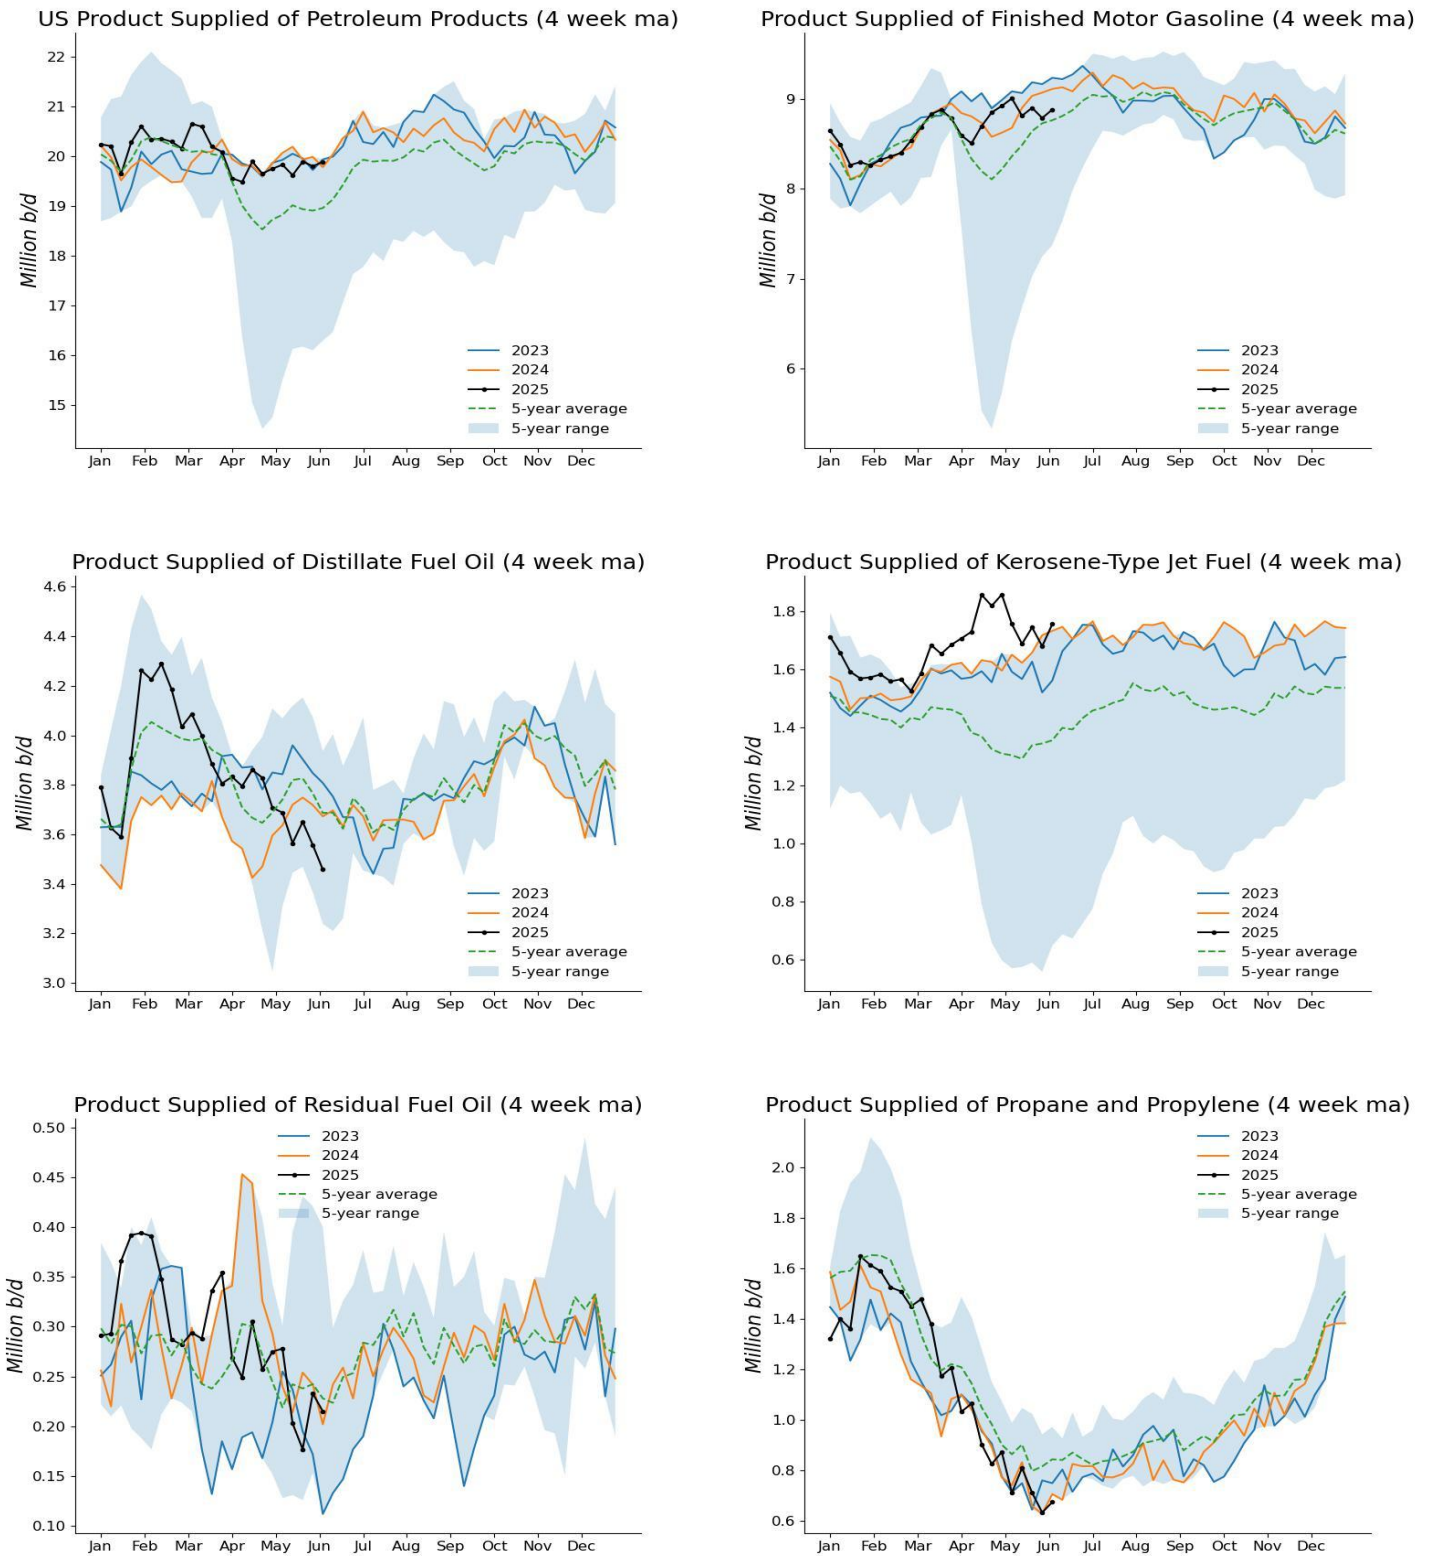 US Product Supplied of Petroleum Products (4 week ma)
Million b/d
22
21
20
19
18
17
16
15
2023
2024
2025
5-year average
5-year range
Jan Feb Mar Apr May Jun Jul Aug Sep Oct Nov Dec
Product Supplied of Finished Motor Gasoline (4 week ma)
Million b/d
9
8
7
6
2023
2024
2025
5-year average
5-year range
Jan Feb Mar Apr May Jun Jul Aug Sep Oct Nov Dec
Product Supplied of Distillate Fuel Oil (4 week ma)
Million b/d
4.6
4.4
4.2
4.0
3.8
3.6
3.4
3.2
3.0
2023
2024
2025
5-year average
5-year range
Jan Feb Mar Apr May Jun Jul Aug Sep Oct Nov Dec
Product Supplied of Kerosene-Type Jet Fuel (4 week ma)
Million b/d
1.8
1.6
1.4
1.2
1.0
0.8
0.6
2023
2024
2025
5-year average
5-year range
Jan Feb Mar Apr May Jun Jul Aug Sep Oct Nov Dec
Product Supplied of Residual Fuel Oil (4 week ma)
Million b/d
0.50
0.45
0.40
0.35
0.30
0.25
0.20
0.15
0.10
2023
2024
2025
5-year average
5-year range
Jan Feb Mar Apr May Jun Jul Aug Sep Oct Nov Dec
Product Supplied of Propane and Propylene (4 week ma)
Million b/d
2.0
1.8
1.6
1.4
1.2
1.0
0.8
0.6
2023
2024
2025
5-year average
5-year range
Jan Feb Mar Apr May Jun Jul Aug Sep Oct Nov Dec